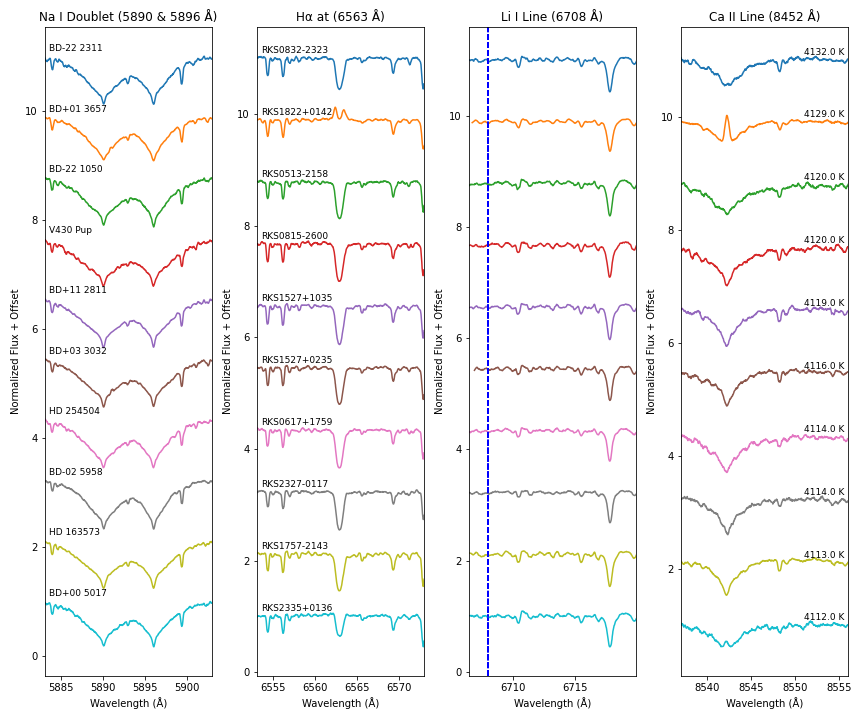 Na I Doublet (5890 & 5896 Å)
Hα at (6563 Å)
Li I Line (6708 Å)
Ca II Line (8452 Å)
BD-22 2311
BD+01 3657
BD-22 1050
V430 Pup
BD+11 2811
BD+03 3032
HD 254504
BD-02 5958
HD 163573
BD+00 5017
RKS0832-2323
RKS1822+0142
RKS0513-2158
RKS0815-2600
RKS1527+1035
RKS1527+0235
RKS0617+1759
RKS2327-0117
RKS1757-2143
RKS2335+0136
4132.0 K
4129.0 K
4120.0 K
4120.0 K
4119.0 K
4116.0 K
4114.0 K
4114.0 K
4113.0 K
4112.0 K
Normalized Flux + Offset
10
8
6
4
2
0
5885 5890 5895 5900
Wavelength (Å)
Normalized Flux + Offset
10
8
6
4
2
0
6555 6560 6565 6570
Wavelength (Å)
Normalized Flux + Offset
10
8
6
4
2
0
6710 6715
Wavelength (Å)
Normalized Flux + Offset
10
8
6
4
2
8540 8545 8550 8555
Wavelength (Å)